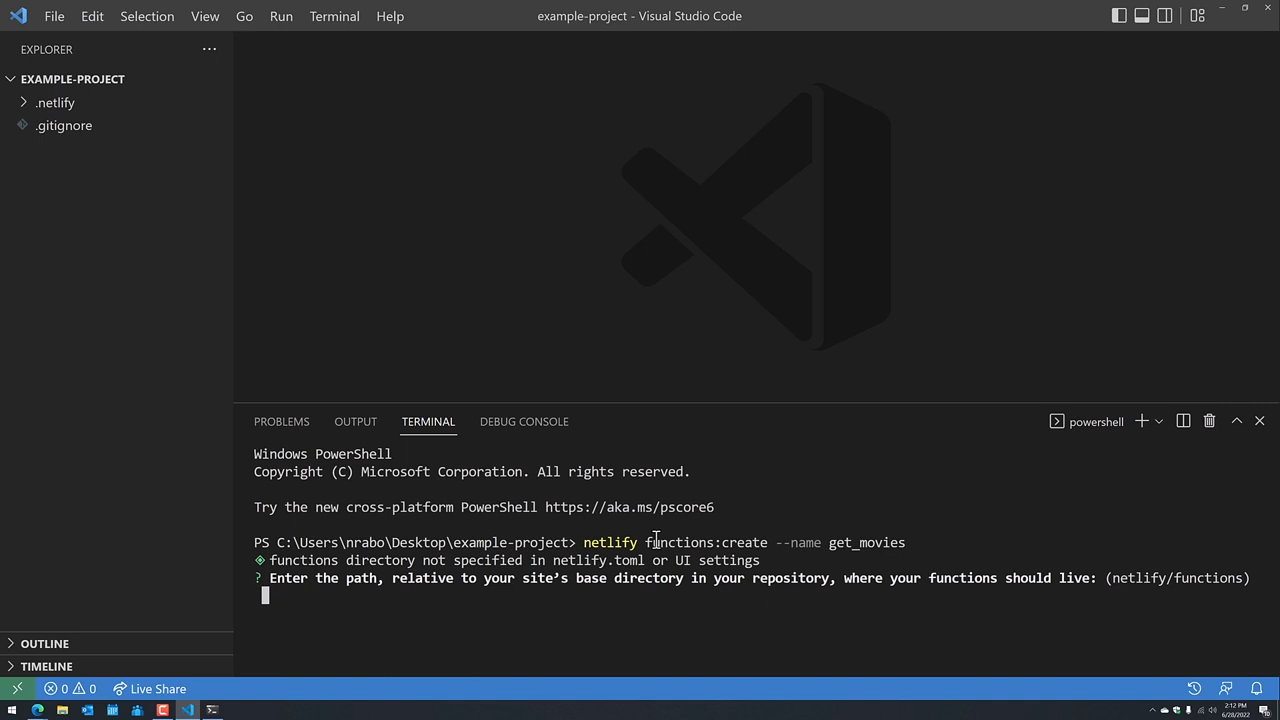 File Edit Selection View Go Run Terminal Help
example-project - Visual Studio Code
EXPLORER
EXAMPLE-PROJECT
.netlify
.gitignore
OUTLINE
TIMELINE
PROBLEMS OUTPUT TERMINAL DEBUG CONSOLE
powershell
Windows PowerShell
Copyright (C) Microsoft Corporation. All rights reserved.
Try the new cross-platform PowerShell https://aka.ms/pscore6
PS C:\Users\nrabo\Desktop\example-project> netlify functions:create --name get_movies
functions directory not specified in netlify.toml or UI settings
? Enter the path, relative to your site’s base directory in your repository, where your functions should live: (netlify/functions)
0 0 Live Share
2:12 PM
6/28/2022